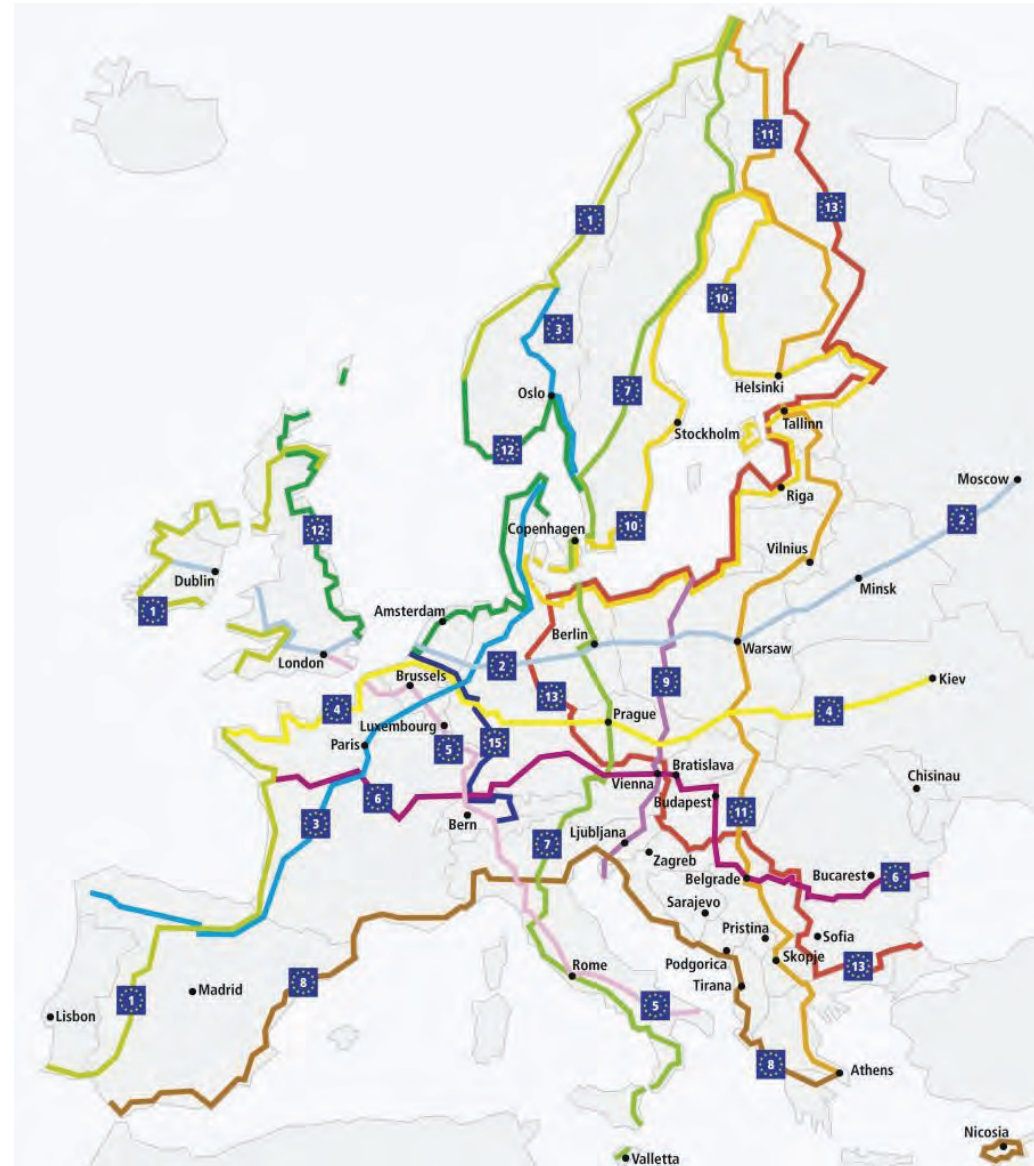 11
13
1
10
3
Helsinki
Oslo
7
Tallinn
Stockholm
12
Moscow
Riga
2
10
Copenhagen
12
Vilnius
Dublin
Minsk
1
Amsterdam
Berlin
Warsaw
London
2
Brussels
9
Kiev
13
4
4
Prague
Luxembourg
15
Paris
5
Bratislava
Vienna
Chisinau
6
Budapest
11
3
Bern
Ljubljana
7
Zagreb
Bucarest
6
Belgrade
Sarajevo
Pristina
Sofia
Skopje
Podgorica
13
Rome
8
Tirana
Madrid
1
5
Lisbon
8
Athens
Nicosia
Valletta